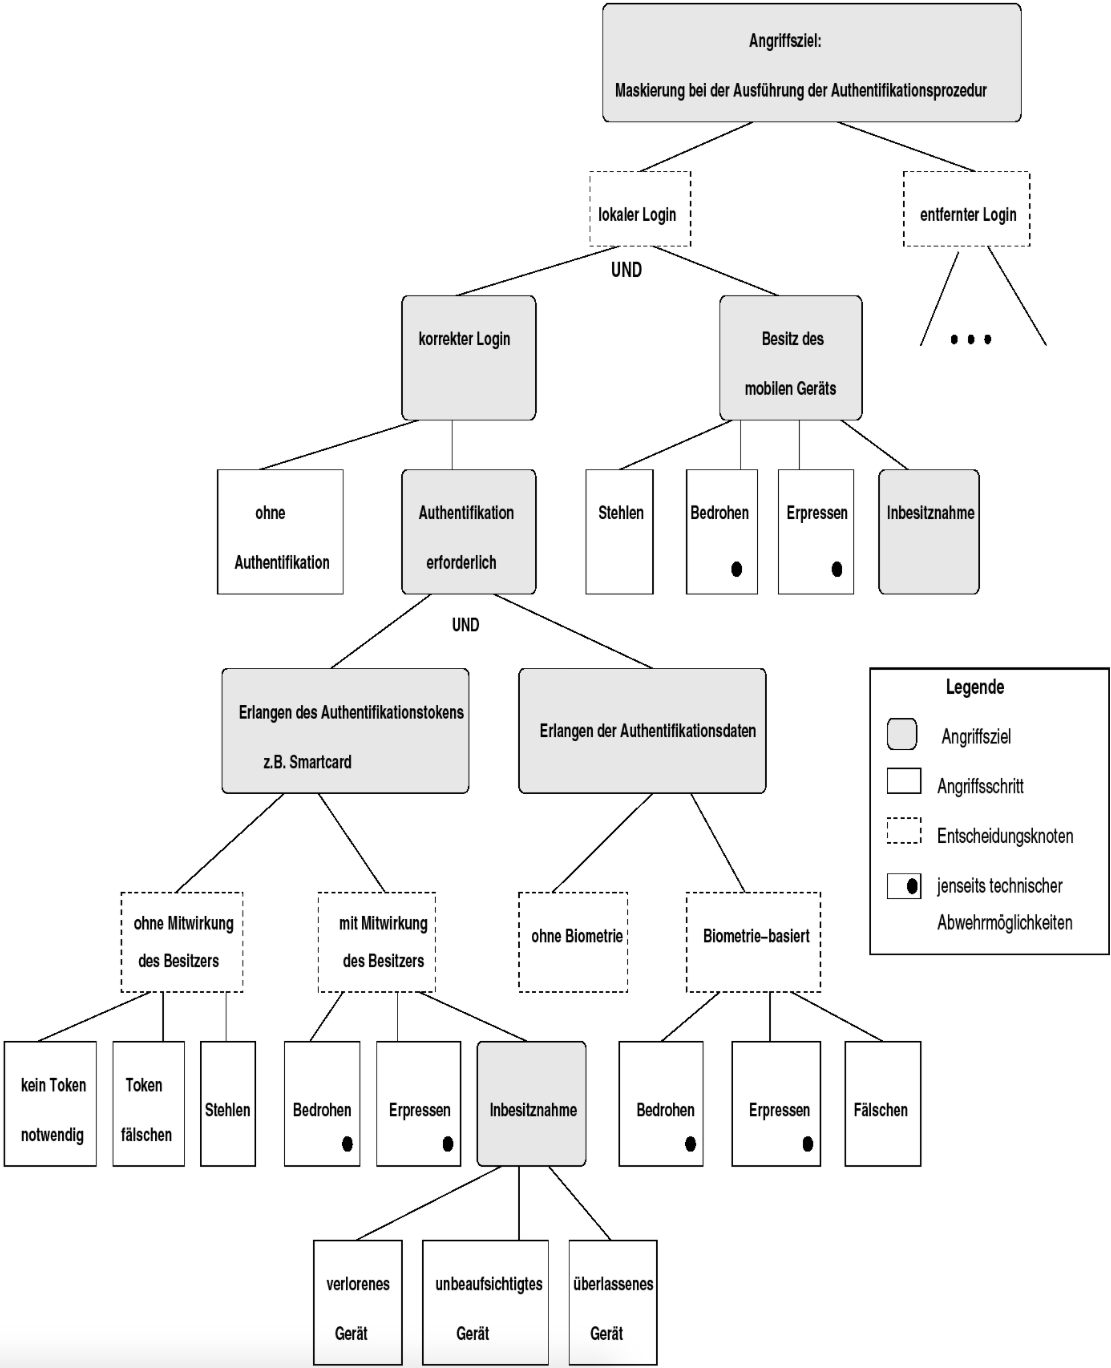 Angriffsziel:
Maskierung bei der Ausführung der Authentifikationsprozedur
lokaler Login
entfernter Login
UND
korrekter Login
Besitz des
mobilen Geräts
ohne
Authentifikation
Authentifikation
erforderlich
Stehlen
Bedrohen
Erpressen
Inbesitznahme
UND
Erlangen des Authentifikationstokens
z.B. Smartcard
Erlangen der Authentifikationsdaten
Legende
Angriffsziel
Angriffsschritt
Entscheidungsknoten
jenseits technischer
Abwehrmöglichkeiten
ohne Mitwirkung
des Besitzers
mit Mitwirkung
des Besitzers
ohne Biometrie
Biometrie–basiert
kein Token
notwendig
Token
fälschen
Stehlen
Bedrohen
Erpressen
Inbesitznahme
Bedrohen
Erpressen
Fälschen
verlorenes
Gerät
unbeaufsichtigtes
Gerät
überlassenes
Gerät